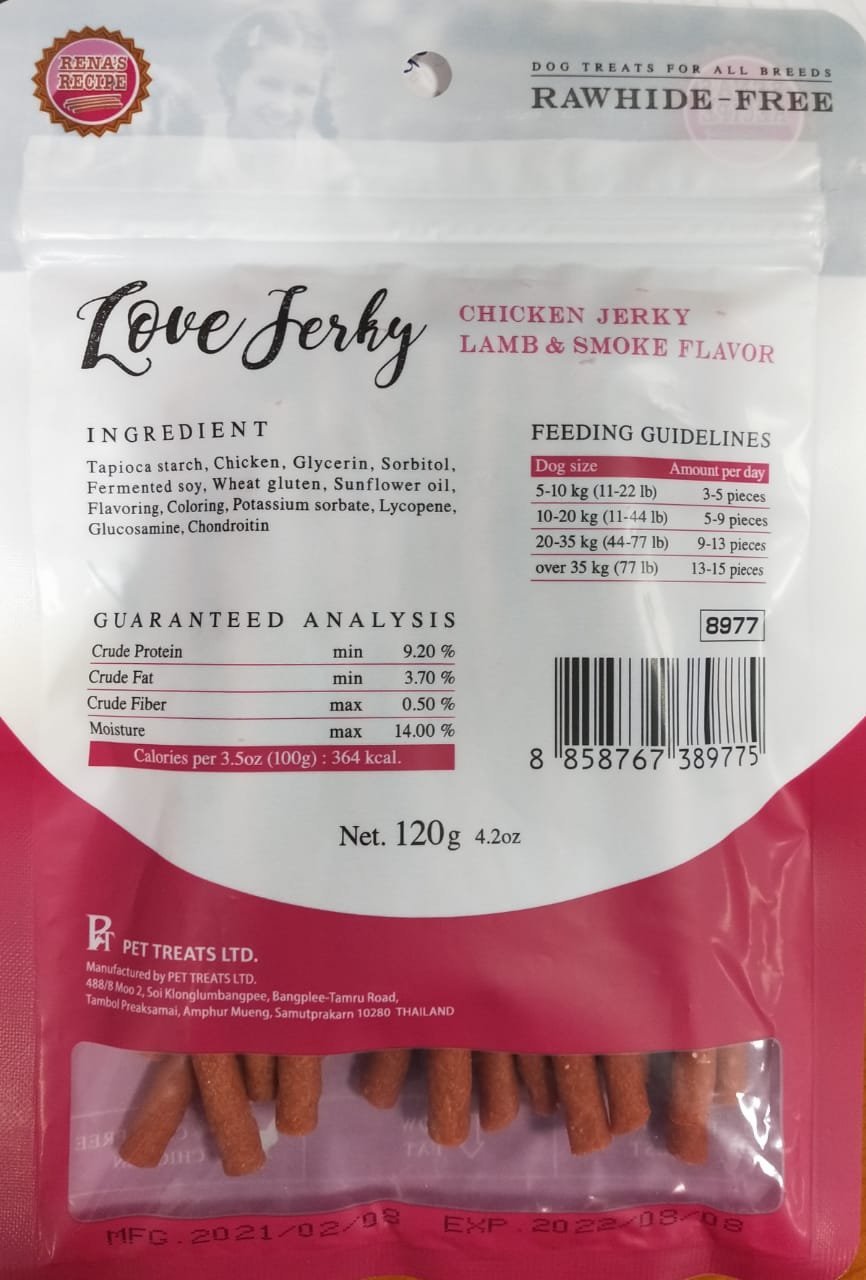 RENA'S
RECIPE
DOG TREATS FOR ALL BREEDS
RAWHIDE-FREE
Love Jerky
CHICKEN JERKY
LAMB & SMOKE FLAVOR
INGREDIENT
Tapioca starch, Chicken, Glycerin, Sorbitol,
Fermented soy, Wheat gluten, Sunflower oil,
Flavoring, Coloring, Potassium sorbate, Lycopene,
Glucosamine, Chondroitin
FEEDING GUIDELINES
Dog size Amount per day
5-10 kg (11-22 lb) 3-5 pieces
10-20 kg (11-44 lb) 5-9 pieces
20-35 kg (44-77 lb) 9-13 pieces
over 35 kg (77 lb) 13-15 pieces
GUARANTEED ANALYSIS
Crude Protein min 9.20 %
Crude Fat min 3.70 %
Crude Fiber max 0.50 %
Moisture max 14.00 %
Calories per 3.5oz (100g) : 364 kcal.
8977
8 858767 389775
Net. 120g 4.2oz
PT PET TREATS LTD.
Manufactured by PET TREATS LTD.
488/8 Moo 2, Soi Klonglumbangpee, Bangplee-Tamru Road,
Tambol Preaksamai, Amphur Mueng, Samutprakarn 10280 THAILAND
MFG.2021/02/08 EXP.2022/08/08